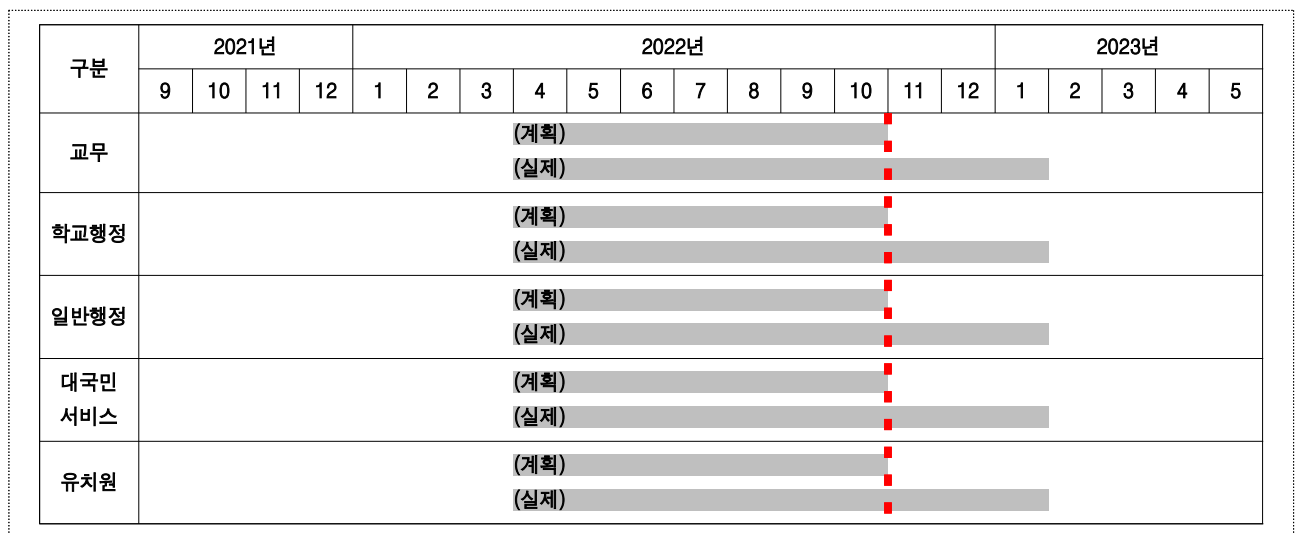 구분 2021년 2022년 2023년
9 10 11 12 1 2 3 4 5 6 7 8 9 10 11 12 1 2 3 4 5
교무 (계획)
(실제)
학교행정 (계획)
(실제)
일반행정 (계획)
(실제)
대국민 (계획)
서비스 (실제)
유치원 (계획)
(실제)